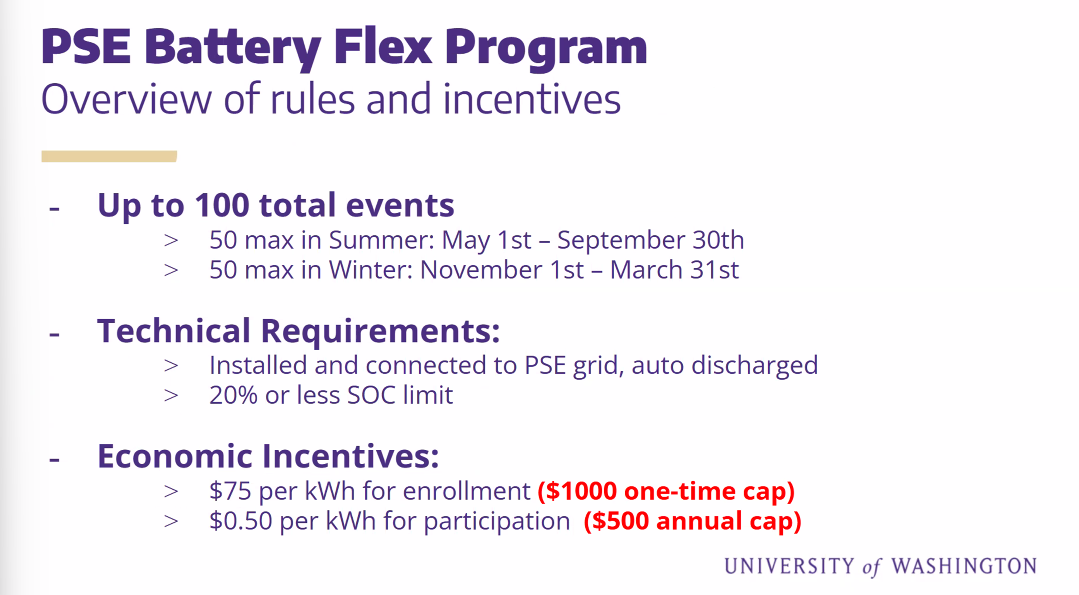 PSE Battery Flex Program
Overview of rules and incentives
- Up to 100 total events
> 50 max in Summer: May 1st – September 30th
> 50 max in Winter: November 1st – March 31st
- Technical Requirements:
> Installed and connected to PSE grid, auto discharged
> 20% or less SOC limit
- Economic Incentives:
> $75 per kWh for enrollment ($1000 one-time cap)
> $0.50 per kWh for participation ($500 annual cap)
UNIVERSITY of WASHINGTON